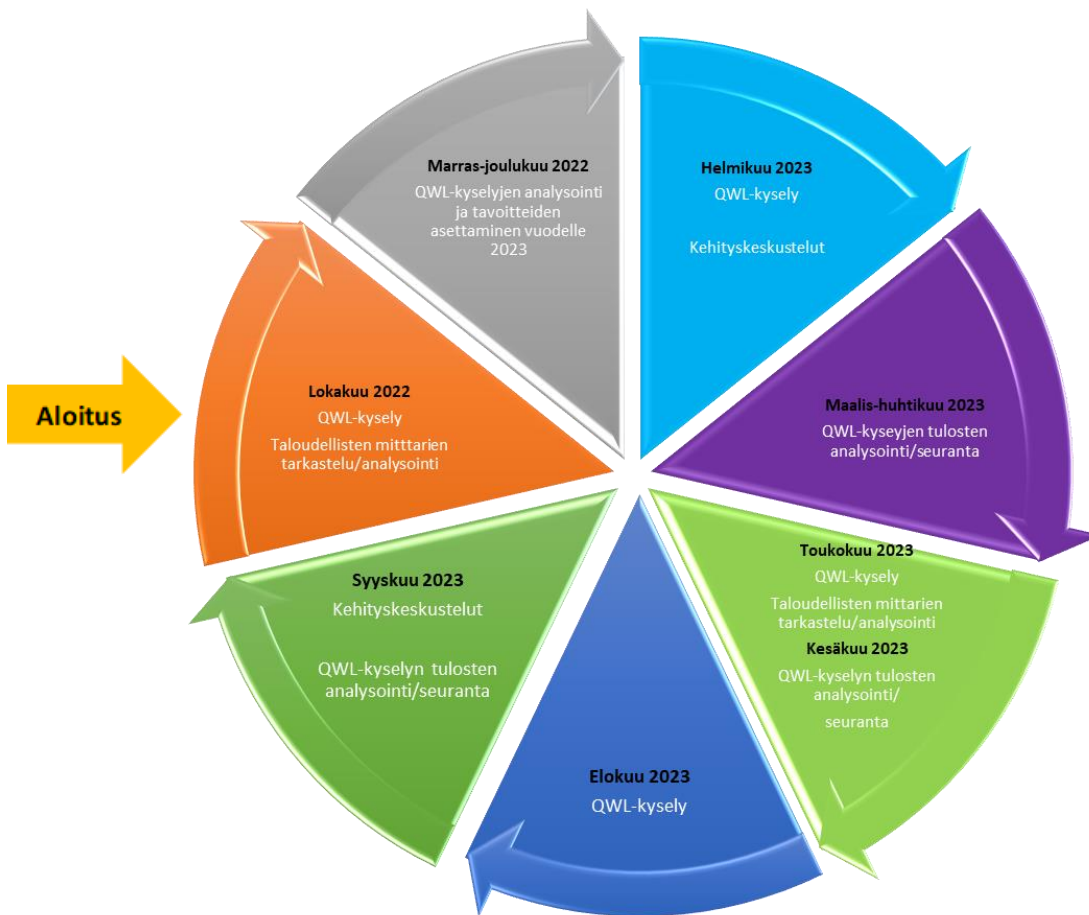 Aloitus
Lokakuu 2022
QWL-kysely
Taloudellisten mitttarien
tarkastelu/analysointi
Marras-joulukuu 2022
QWL-kyselyjen analysointi
ja tavoitteiden
asettaminen vuodelle
2023
Helmikuu 2023
QWL-kysely
Kehityskeskustelut
Maalis-huhtikuu 2023
QWL-kyseyjen tulosten
analysointi/seuranta
Toukokuu 2023
QWL-kysely
Taloudellisten mittarien
tarkastelu/analysointi
Kesäkuu 2023
QWL-kyselyn tulosten
analysointi/
seuranta
Elokuu 2023
QWL-kysely
Syyskuu 2023
Kehityskeskustelut
QWL-kyselyn tulosten
analysointi/seuranta